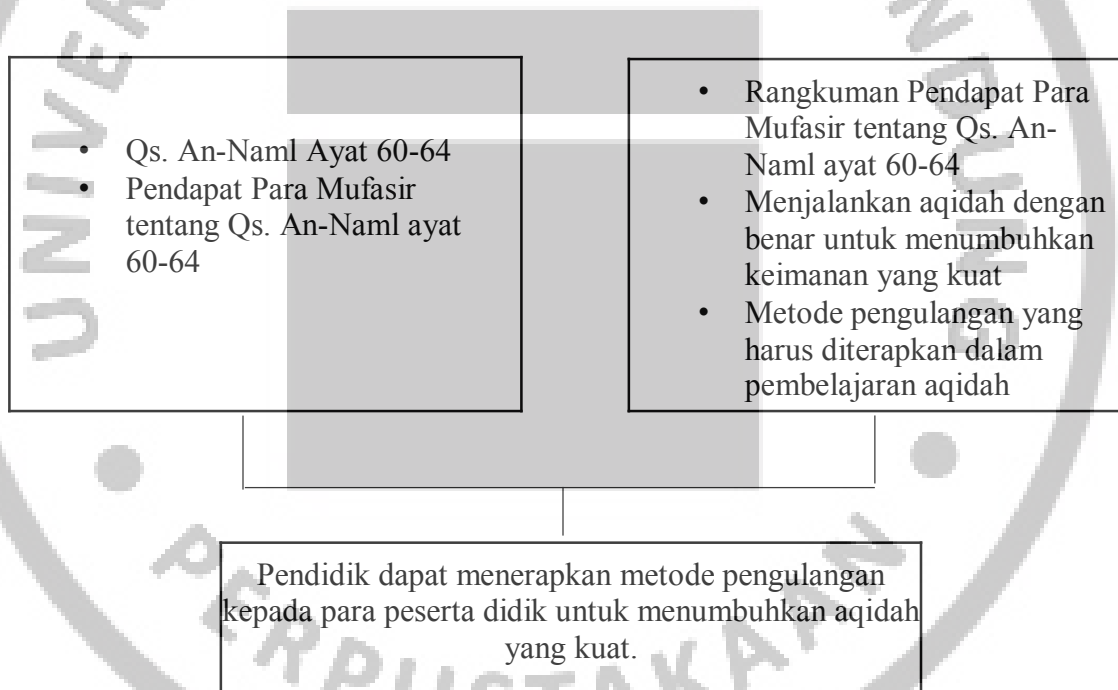 • Qs. An-Naml Ayat 60-64
• Pendapat Para Mufasir
tentang Qs. An-Naml ayat
60-64
• Rangkuman Pendapat Para
Mufasir tentang Qs. An-
Naml ayat 60-64
• Menjalankan aqidah dengan
benar untuk menumbuhkan
keimanan yang kuat
• Metode pengulangan yang
harus diterapkan dalam
pembelajaran aqidah
Pendidik dapat menerapkan metode pengulangan
kepada para peserta didik untuk menumbuhkan aqidah
yang kuat.
UNIVER
NDUNG
PERPUSTAKAAN